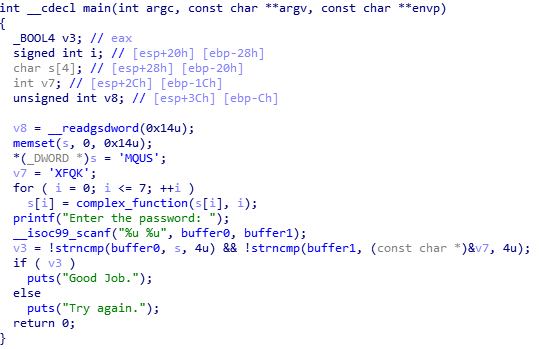 int __cdecl main(int argc, const char **argv, const char **envp)
{
  _BOOL4 v3; // eax
  signed int i; // [esp+20h] [ebp-28h]
  char s[4]; // [esp+28h] [ebp-20h]
  int v7; // [esp+2Ch] [ebp-1Ch]
  unsigned int v8; // [esp+3Ch] [ebp-Ch]

  v8 = __readgsdword(0x14u);
  memset(s, 0, 0x14u);
  *(_DWORD *)s = 'MQUS';
  v7 = 'XFQK';
  for ( i = 0; i <= 7; ++i )
    s[i] = complex_function(s[i], i);
  printf("Enter the password: ");
  __isoc99_scanf("%u %u", buffer0, buffer1);
  v3 = !strncmp(buffer0, s, 4u) && !strncmp(buffer1, (const char *)&v7, 4u);
  if ( v3 )
    puts("Good Job.");
  else
    puts("Try again.");
  return 0;
}